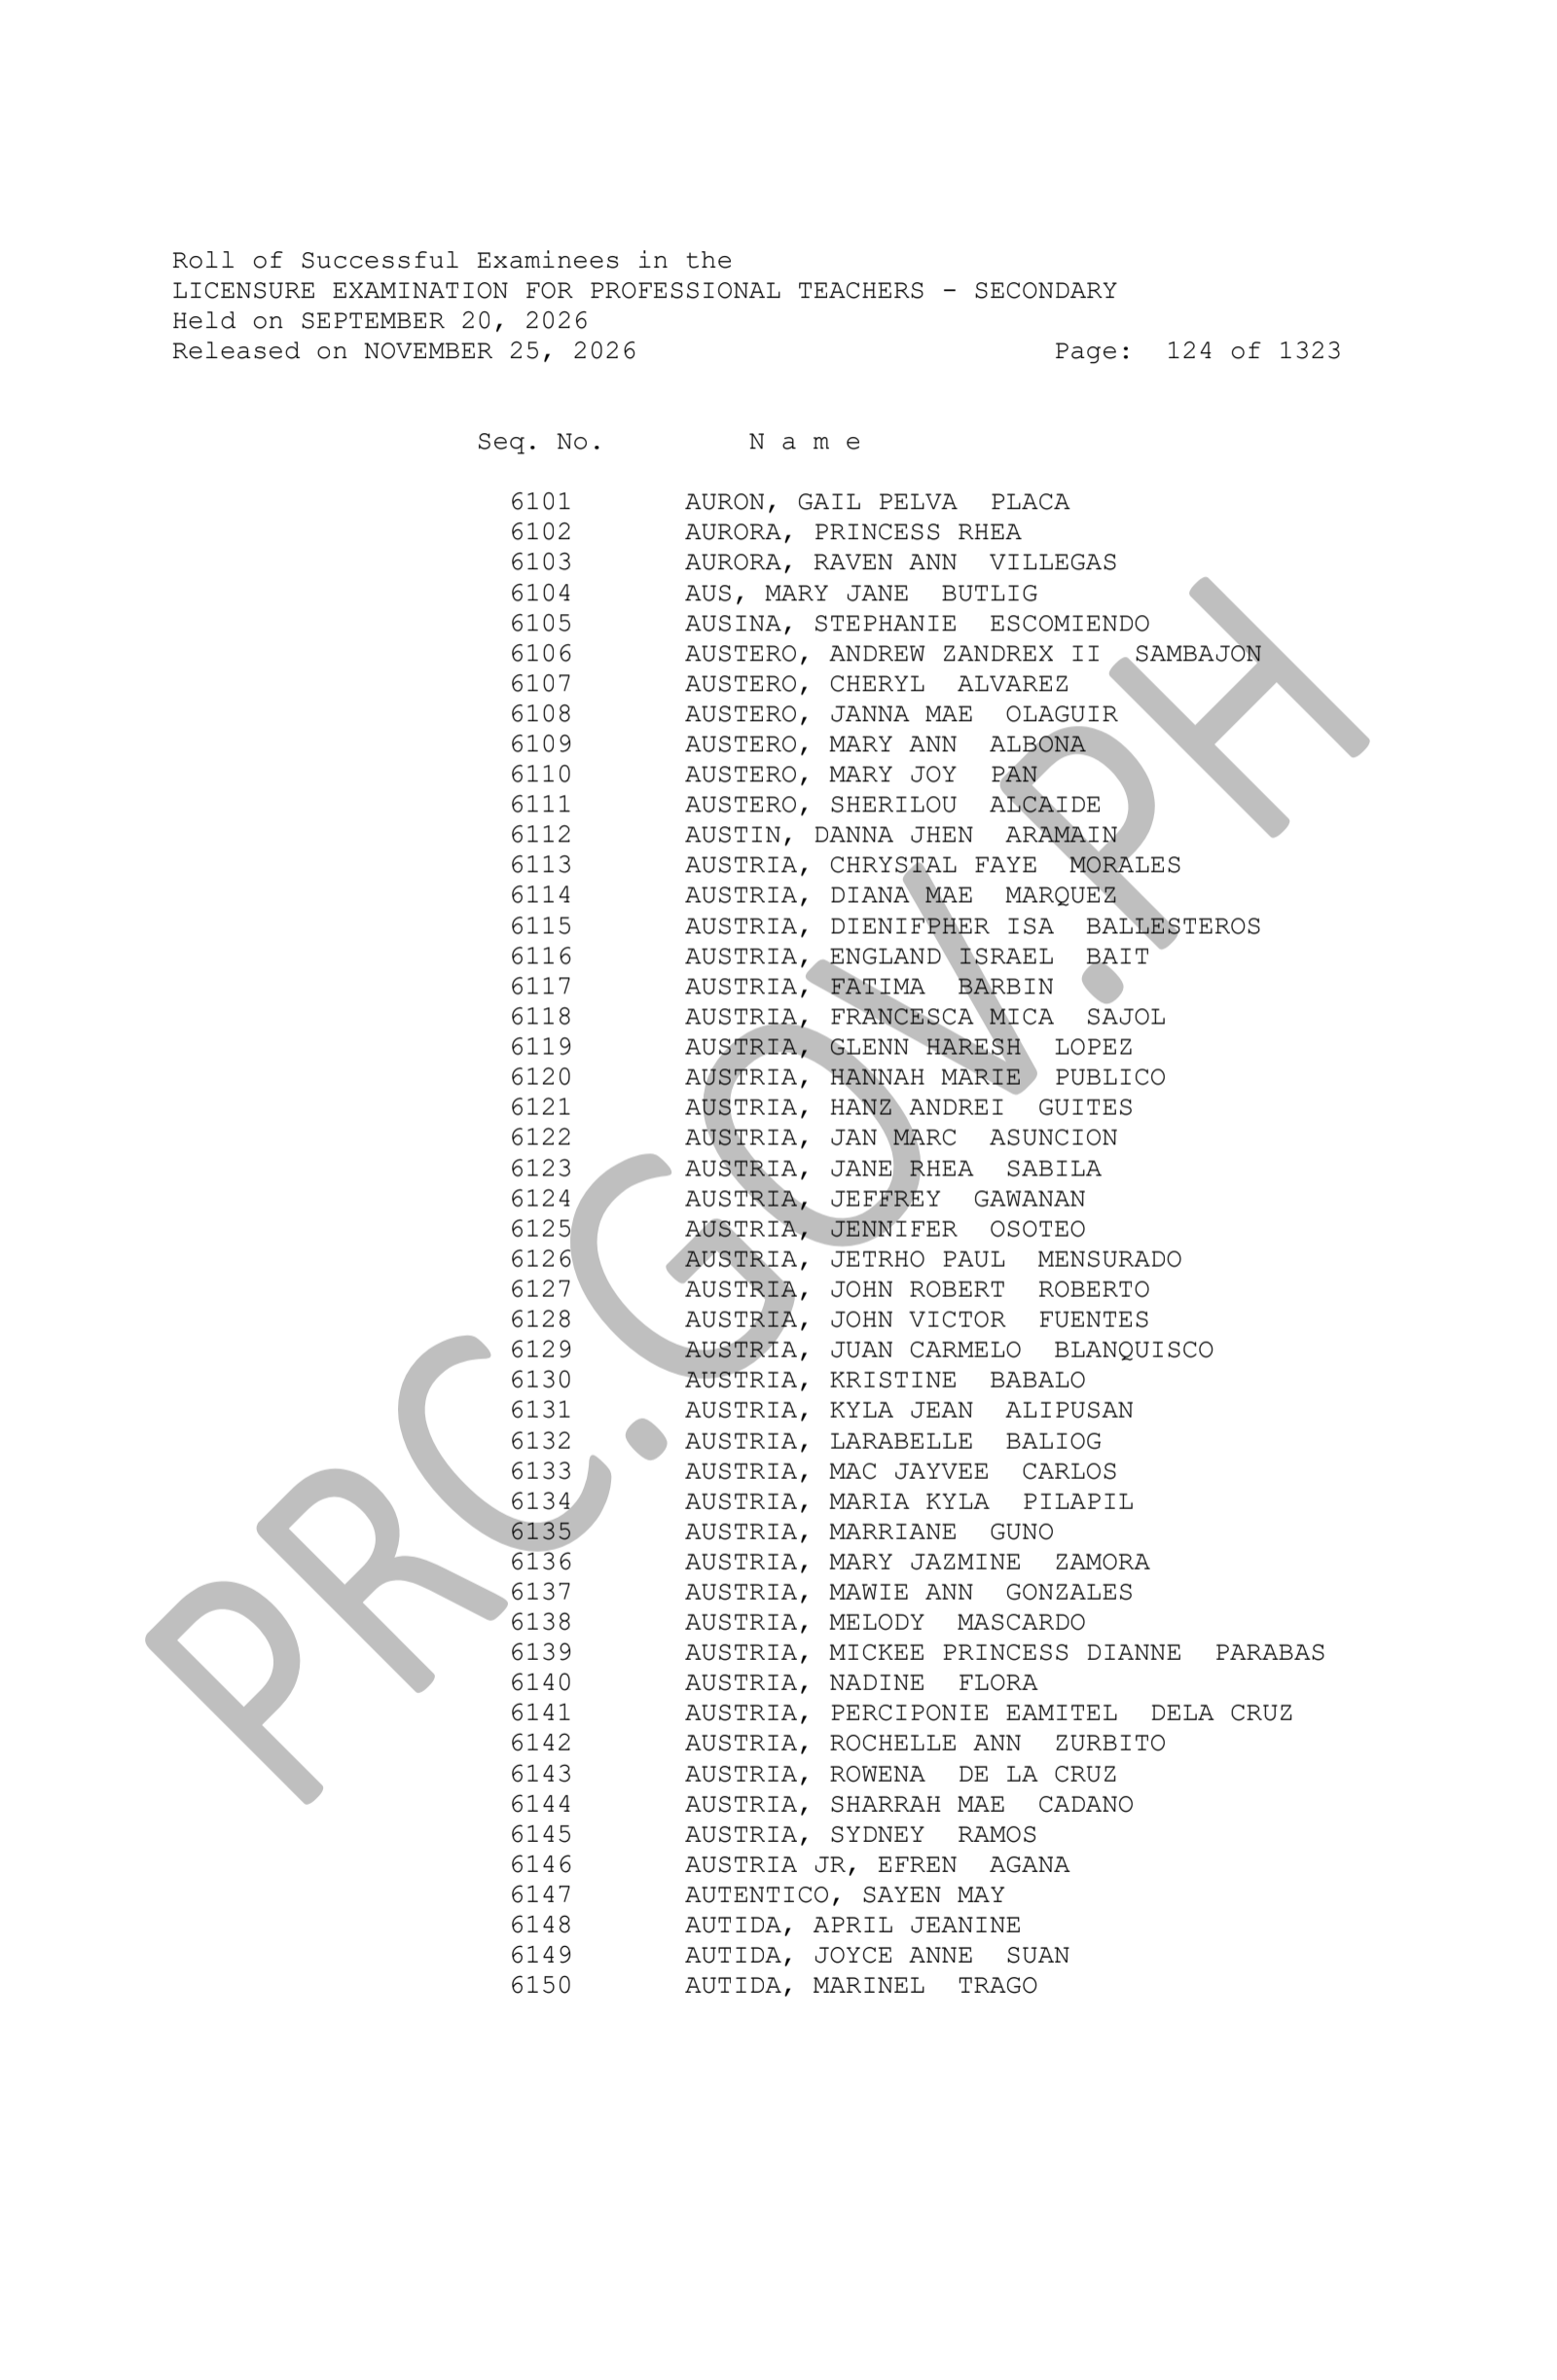 Roll of Successful Examinees in the
LICENSURE EXAMINATION FOR PROFESSIONAL TEACHERS - SECONDARY
Held on SEPTEMBER 20, 2026
Released on NOVEMBER 25, 2026 Page: 124 of 1323
Seq. No. N a m e
6101 AURON, GAIL PELVA PLACA
6102 AURORA, PRINCESS RHEA
6103 AURORA, RAVEN ANN VILLEGAS
6104 AUS, MARY JANE BUTLIG
6105 AUSINA, STEPHANIE ESCOMIENDO
6106 AUSTERO, ANDREW ZANDREX II SAMBAJON
6107 AUSTERO, CHERYL ALVAREZ
6108 AUSTERO, JANNA MAE OLAGUIR
6109 AUSTERO, MARY ANN ALBONA
6110 AUSTERO, MARY JOY PAN
6111 AUSTERO, SHERILOU ALCAIDE
6112 AUSTIN, DANNA JHEN ARAMAIN
6113 AUSTRIA, CHRYSTAL FAYE MORALES
6114 AUSTRIA, DIANA MAE MARQUEZ
6115 AUSTRIA, DIENIFPHER ISA BALLESTEROS
6116 AUSTRIA, ENGLAND ISRAEL BAIT
6117 AUSTRIA, FATIMA BARBIN
6118 AUSTRIA, FRANCESCA MICA SAJOL
6119 AUSTRIA, GLENN HARESH LOPEZ
6120 AUSTRIA, HANNAH MARIE PUBLICO
6121 AUSTRIA, HANZ ANDREI GUITES
6122 AUSTRIA, JAN MARC ASUNCION
6123 AUSTRIA, JANE RHEA SABILA
6124 AUSTRIA, JEFFREY GAWANAN
6125 AUSTRIA, JENNIFER OSOTEO
6126 AUSTRIA, JETRHO PAUL MENSURADO
6127 AUSTRIA, JOHN ROBERT ROBERTO
6128 AUSTRIA, JOHN VICTOR FUENTES
6129 AUSTRIA, JUAN CARMELO BLANQUISCO
6130 AUSTRIA, KRISTINE BABALO
6131 AUSTRIA, KYLA JEAN ALIPUSAN
6132 AUSTRIA, LARABELLE BALIOG
6133 AUSTRIA, MAC JAYVEE CARLOS
6134 AUSTRIA, MARIA KYLA PILAPIL
6135 AUSTRIA, MARRIANE GUNO
6136 AUSTRIA, MARY JAZMINE ZAMORA
6137 AUSTRIA, MAWIE ANN GONZALES
6138 AUSTRIA, MELODY MASCARDO
6139 AUSTRIA, MICKEE PRINCESS DIANNE PARABAS
6140 AUSTRIA, NADINE FLORA
6141 AUSTRIA, PERCIPONIE EAMITEL DELA CRUZ
6142 AUSTRIA, ROCHELLE ANN ZURBITO
6143 AUSTRIA, ROWENA DE LA CRUZ
6144 AUSTRIA, SHARRAH MAE CADANO
6145 AUSTRIA, SYDNEY RAMOS
6146 AUSTRIA JR, EFREN AGANA
6147 AUTENTICO, SAYEN MAY
6148 AUTIDA, APRIL JEANINE
6149 AUTIDA, JOYCE ANNE SUAN
6150 AUTIDA, MARINEL TRAGO
PRC.GOV.PH